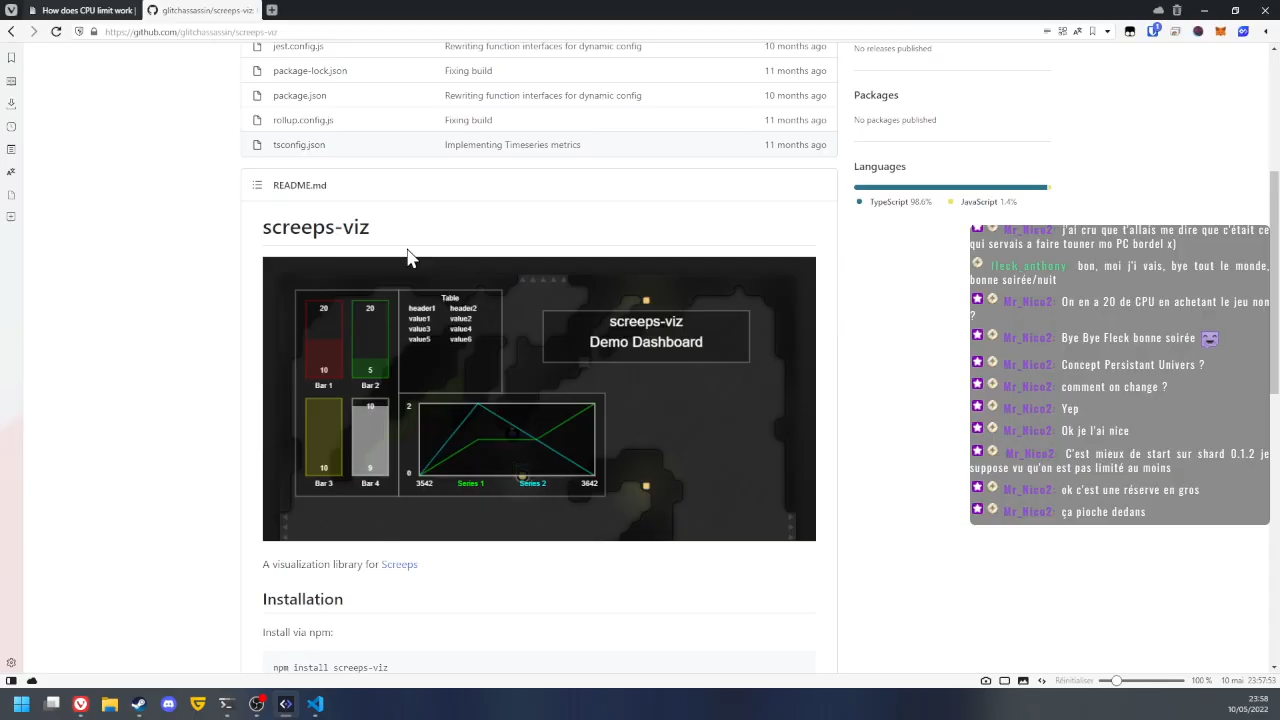 How does CPU limit work |
glitchassassin/screeps-viz:
https://github.com/glitchassassin/screeps-viz
jest.config.js Rewriting function interfaces for dynamic config 10 months ago
package-lock.json Fixing build 11 months ago
package.json Rewriting function interfaces for dynamic config 10 months ago
rollup.config.js Fixing build 11 months ago
tsconfig.json Implementing Timeseries metrics 11 months ago
No releases published
Packages
No packages published
Languages
TypeScript 98.6% JavaScript 1.4%
README.md
screeps-viz
20 20
10 5
Bar 1 Bar 2
Table
header1 header2
value1 value2
value3 value4
value5 value6
screeps-viz
Demo Dashboard
10
10 9
Bar 3 Bar 4
2
0
3542 Series 1 Series 2 3642
A visualization library for Screeps
Installation
Install via npm:
npm install screeps-viz
Mr_Nico2: j'ai cru que t'allais me dire que c'était ce
qui servais a faire touner mo PC bordel x)
fleck_anthony: bon, moi j'i vais, bye tout le monde,
bonne soirée/nuit
Mr_Nico2: On en a 20 de CPU en achetant le jeu non
?
Mr_Nico2: Bye Bye Fleck bonne soirée
Mr_Nico2: Concept Persistant Univers ?
Mr_Nico2: comment on change ?
Mr_Nico2: Yep
Mr_Nico2: Ok je l'ai nice
Mr_Nico2: C'est mieux de start sur shard 0.1.2 je
suppose vu qu'on est pas limité au moins
Mr_Nico2: ok c'est une réserve en gros
Mr_Nico2: ça pioche dedans
Réinitialiser 100 % 10 mai 23:57:53
23:58
10/05/2022